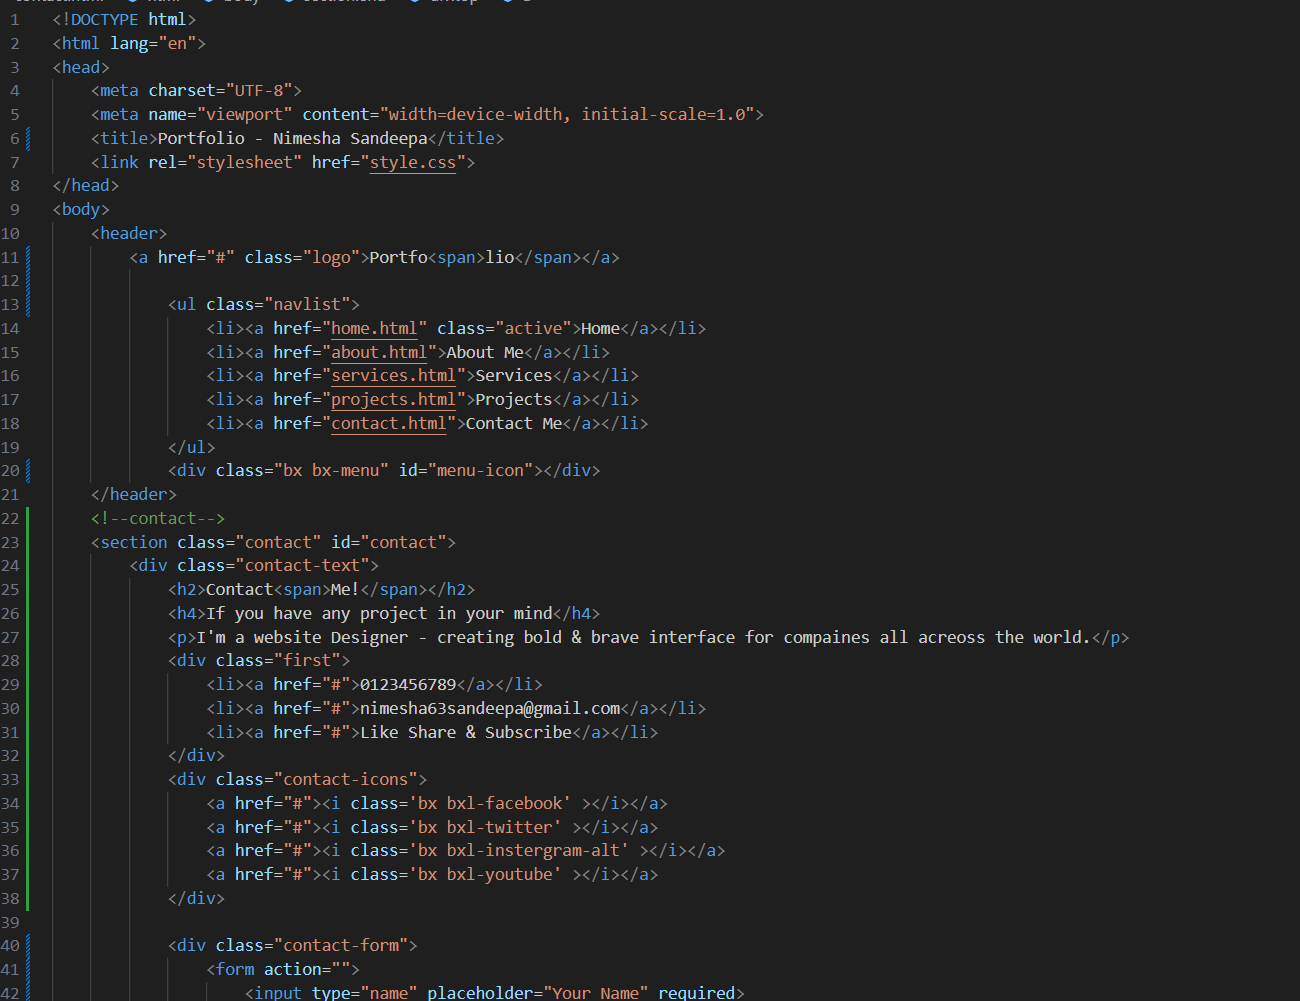 1 <!DOCTYPE html>
2 <html lang="en">
3 <head>
4 <meta charset="UTF-8">
5 <meta name="viewport" content="width=device-width, initial-scale=1.0">
6 <title>Portfolio - Nimesha Sandeepa</title>
7 <link rel="stylesheet" href="style.css">
8 </head>
9 <body>
10 <header>
11 <a href="#" class="logo">Portfo<span>lio</span></a>
12
13 <ul class="navlist">
14 <li><a href="home.html" class="active">Home</a></li>
15 <li><a href="about.html">About Me</a></li>
16 <li><a href="services.html">Services</a></li>
17 <li><a href="projects.html">Projects</a></li>
18 <li><a href="contact.html">Contact Me</a></li>
19 </ul>
20 <div class="bx bx-menu" id="menu-icon"></div>
21 </header>
22 <!--contact-->
23 <section class="contact" id="contact">
24 <div class="contact-text">
25 <h2>Contact<span>Me!</span></h2>
26 <h4>If you have any project in your mind</h4>
27 <p>I'm a website Designer - creating bold & brave interface for compaines all acreoss the world.</p>
28 <div class="first">
29 <li><a href="#">0123456789</a></li>
30 <li><a href="#">nimesha63sandeepa@gmail.com</a></li>
31 <li><a href="#">Like Share & Subscribe</a></li>
32 </div>
33 <div class="contact-icons">
34 <a href="#"><i class='bx bxl-facebook' ></i></a>
35 <a href="#"><i class='bx bxl-twitter' ></i></a>
36 <a href="#"><i class='bx bxl-instergram-alt' ></i></a>
37 <a href="#"><i class='bx bxl-youtube' ></i></a>
38 </div>
39
40 <div class="contact-form">
41 <form action="">
42 <input type="name" placeholder="Your Name" required>